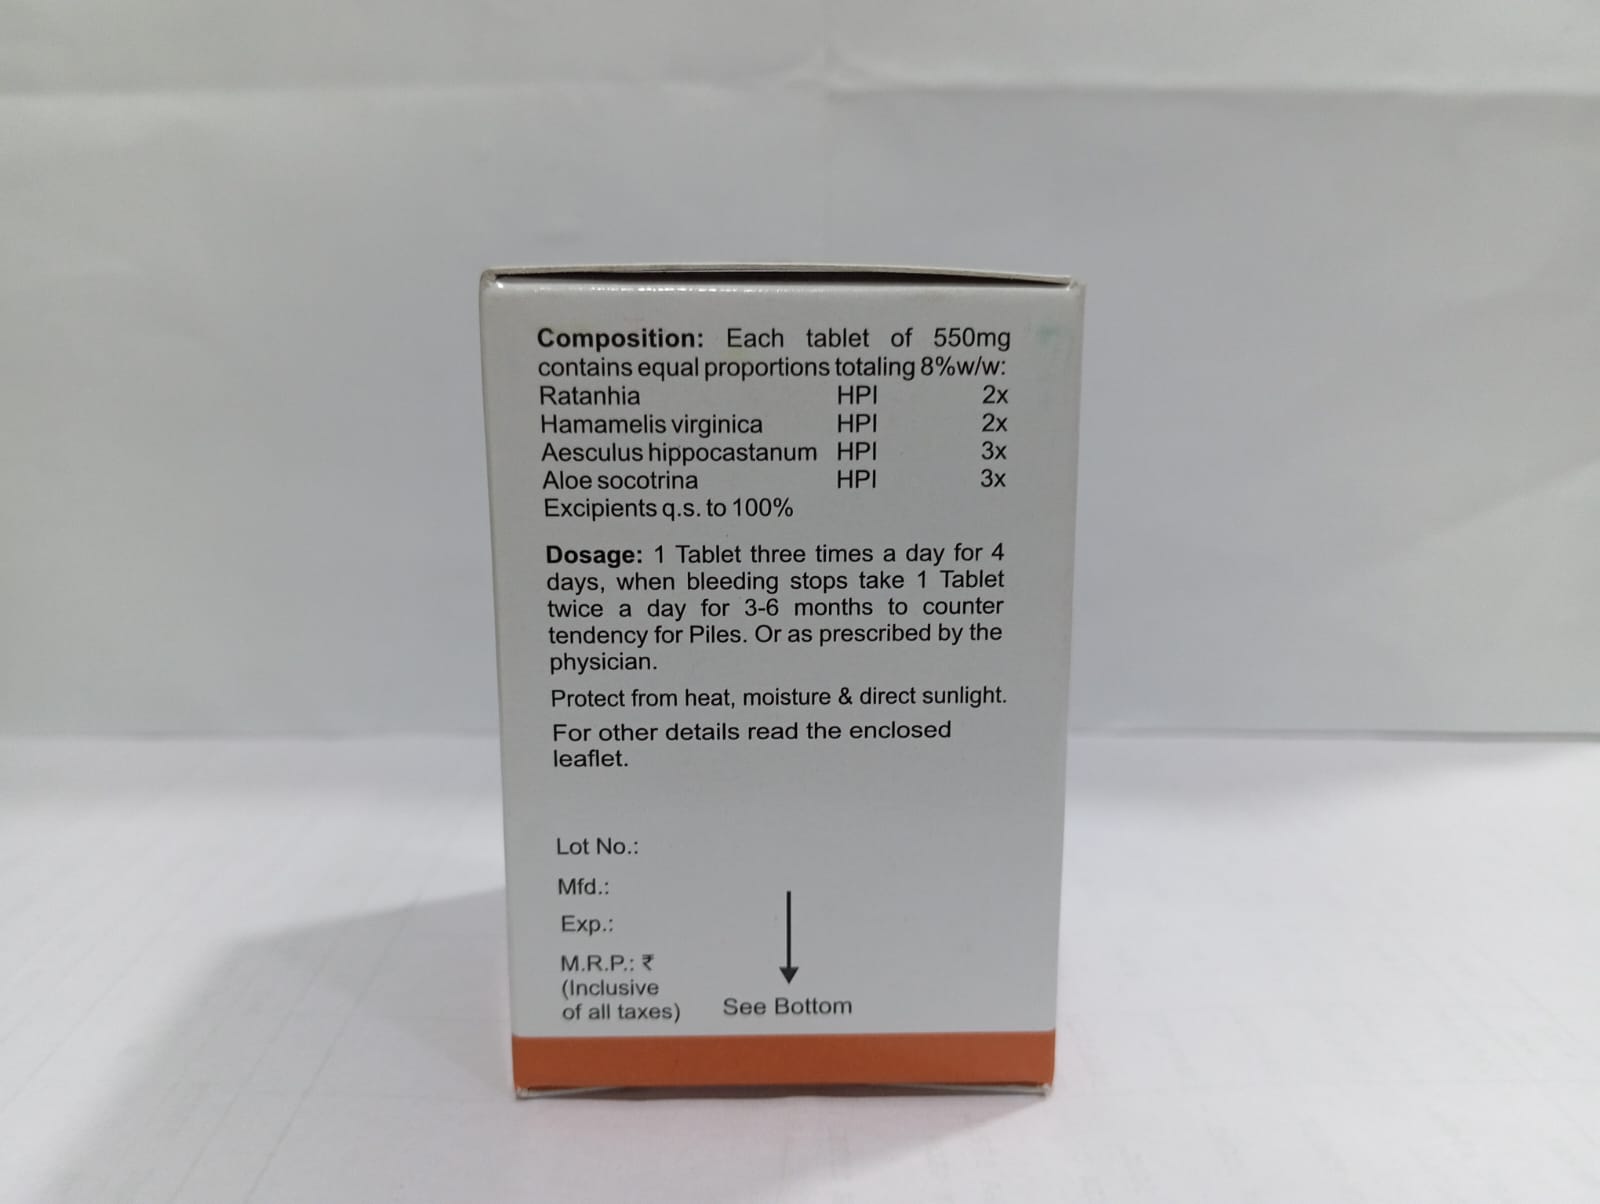 Composition: Each tablet of 550mg
contains equal proportions totaling 8%w/w:
Ratanhia HPI 2x
Hamamelis virginica HPI 2x
Aesculus hippocastanum HPI 3x
Aloe socotrina HPI 3x
Excipients q.s. to 100%
Dosage: 1 Tablet three times a day for 4
days, when bleeding stops take 1 Tablet
twice a day for 3-6 months to counter
tendency for Piles. Or as prescribed by the
physician.
Protect from heat, moisture & direct sunlight.
For other details read the enclosed
leaflet.
Lot No.:
Mfd.:
Exp.:
M.R.P.: ₹
(Inclusive
of all taxes)
See Bottom